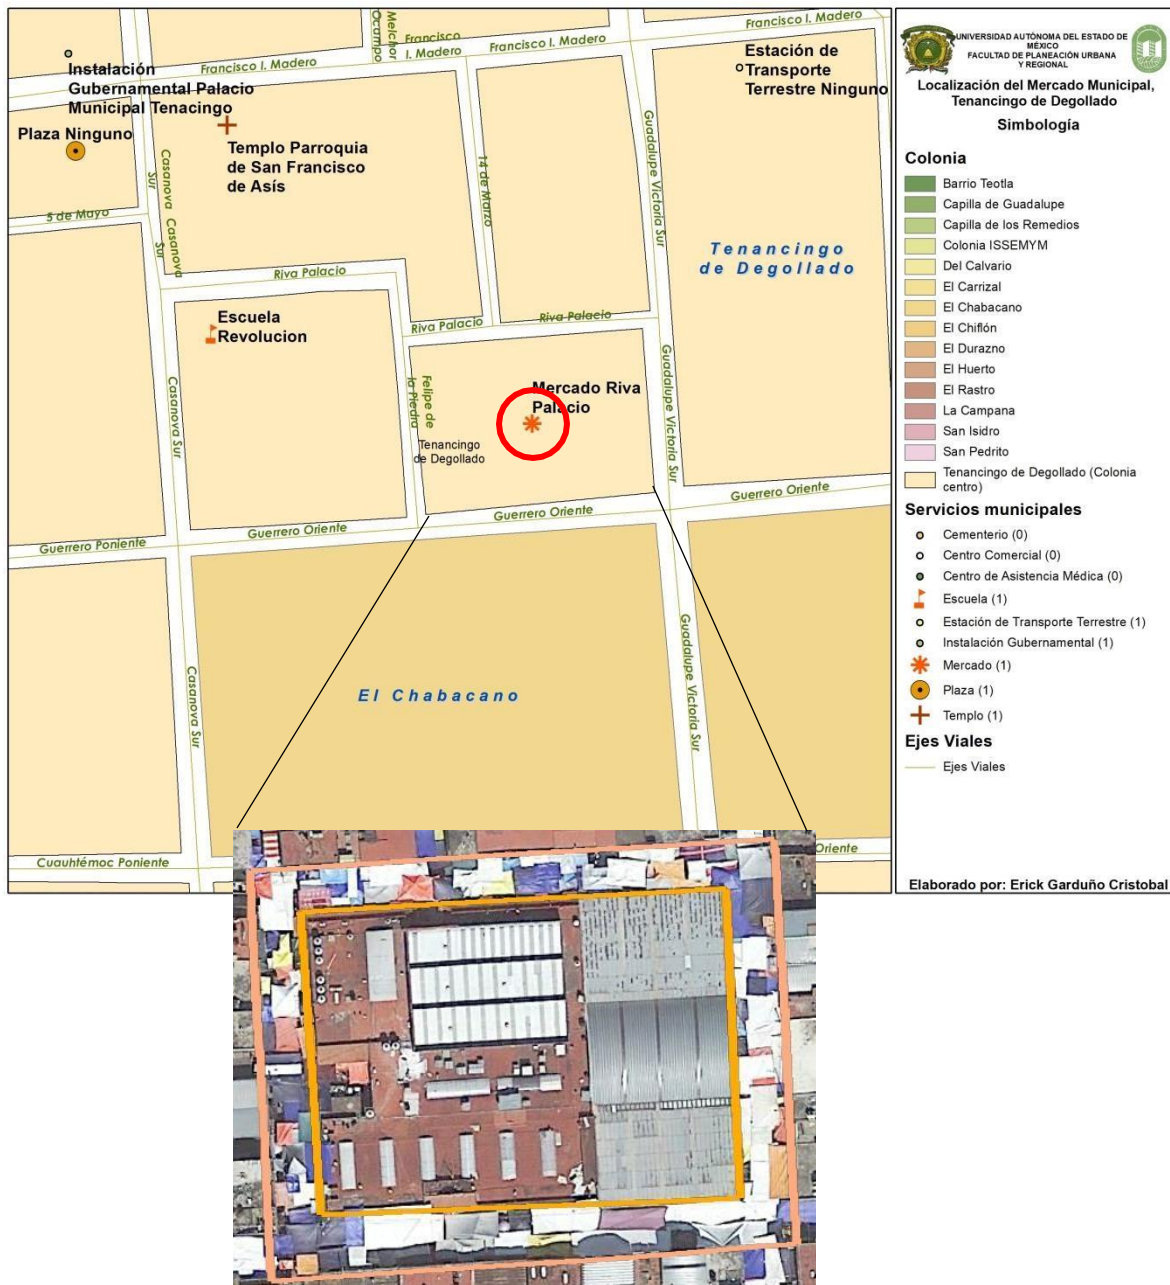 Melchor
Ocampo
Francisco
I. Madero
Francisco I. Madero
Francisco I. Madero
Francisco I. Madero
Instalación
Gubernamental Palacio
Municipal Tenacingo
Estación de
Transporte
Terrestre Ninguno
Plaza Ninguno
Templo Parroquia
de San Francisco
de Asís
Casanova
Sur
Casanova
Sur
14 de Marzo
Guadalupe Victoria Sur
5 de Mayo
Tenancingo
de Degollado
Riva Palacio
Riva Palacio
Riva Palacio
Escuela
Revolucion
Felipe de
la Piedra
Mercado Riva
Palacio
Casanova Sur
Guadalupe Victoria Sur
Tenancingo
de Degollado
Guerrero Oriente
Guerrero Oriente
Guerrero Oriente
Guerrero Poniente
Guadalupe Victoria Sur
Casanova Sur
El Chabacano
Cuauhtémoc Poniente
Oriente
UNIVERSIDAD AUTÓNOMA DEL ESTADO DE
MÉXICO
FACULTAD DE PLANEACIÓN URBANA
Y REGIONAL
Localización del Mercado Municipal,
Tenancingo de Degollado
Simbología
Colonia
Barrio Teotla
Capilla de Guadalupe
Capilla de los Remedios
Colonia ISSEMYM
Del Calvario
El Carrizal
El Chabacano
El Chiflón
El Durazno
El Huerto
El Rastro
La Campana
San Isidro
San Pedrito
Tenancingo de Degollado (Colonia
centro)
Servicios municipales
Cementerio (0)
Centro Comercial (0)
Centro de Asistencia Médica (0)
Escuela (1)
Estación de Transporte Terrestre (1)
Instalación Gubernamental (1)
Mercado (1)
Plaza (1)
Templo (1)
Ejes Viales
Ejes Viales
Elaborado por: Erick Garduño Cristobal